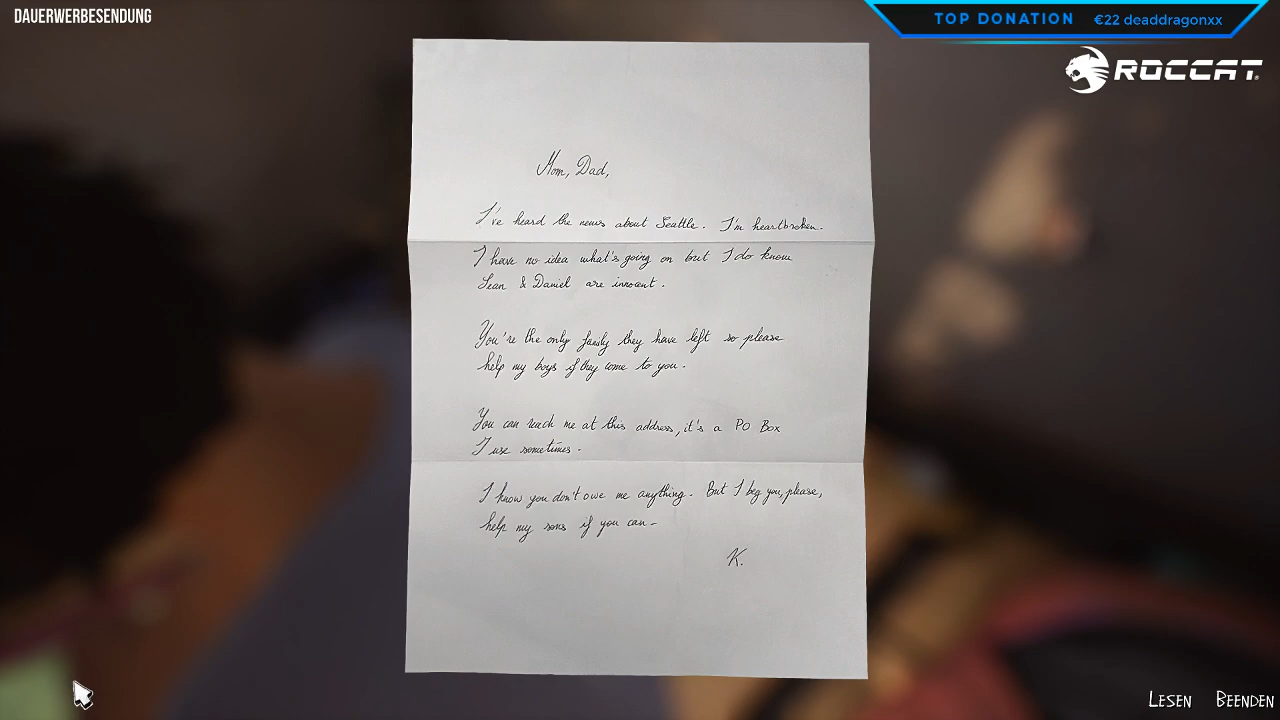 DAUERWERBESENDUNG
TOP DONATION €22 deaddragonxx
ROCCAT
Mom, Dad,
I've heard the news about Seattle. I'm heartbroken.
I have no idea what's going on but I do know
Sean & Daniel are innocent.
You're the only family they have left so please
help my boys if they come to you.
You can reach me at this address, it's a PO Box
I use sometimes.
I know you don't owe me anything. But I beg you, please,
help my sons if you can-
K.
LESEN BEENDEN